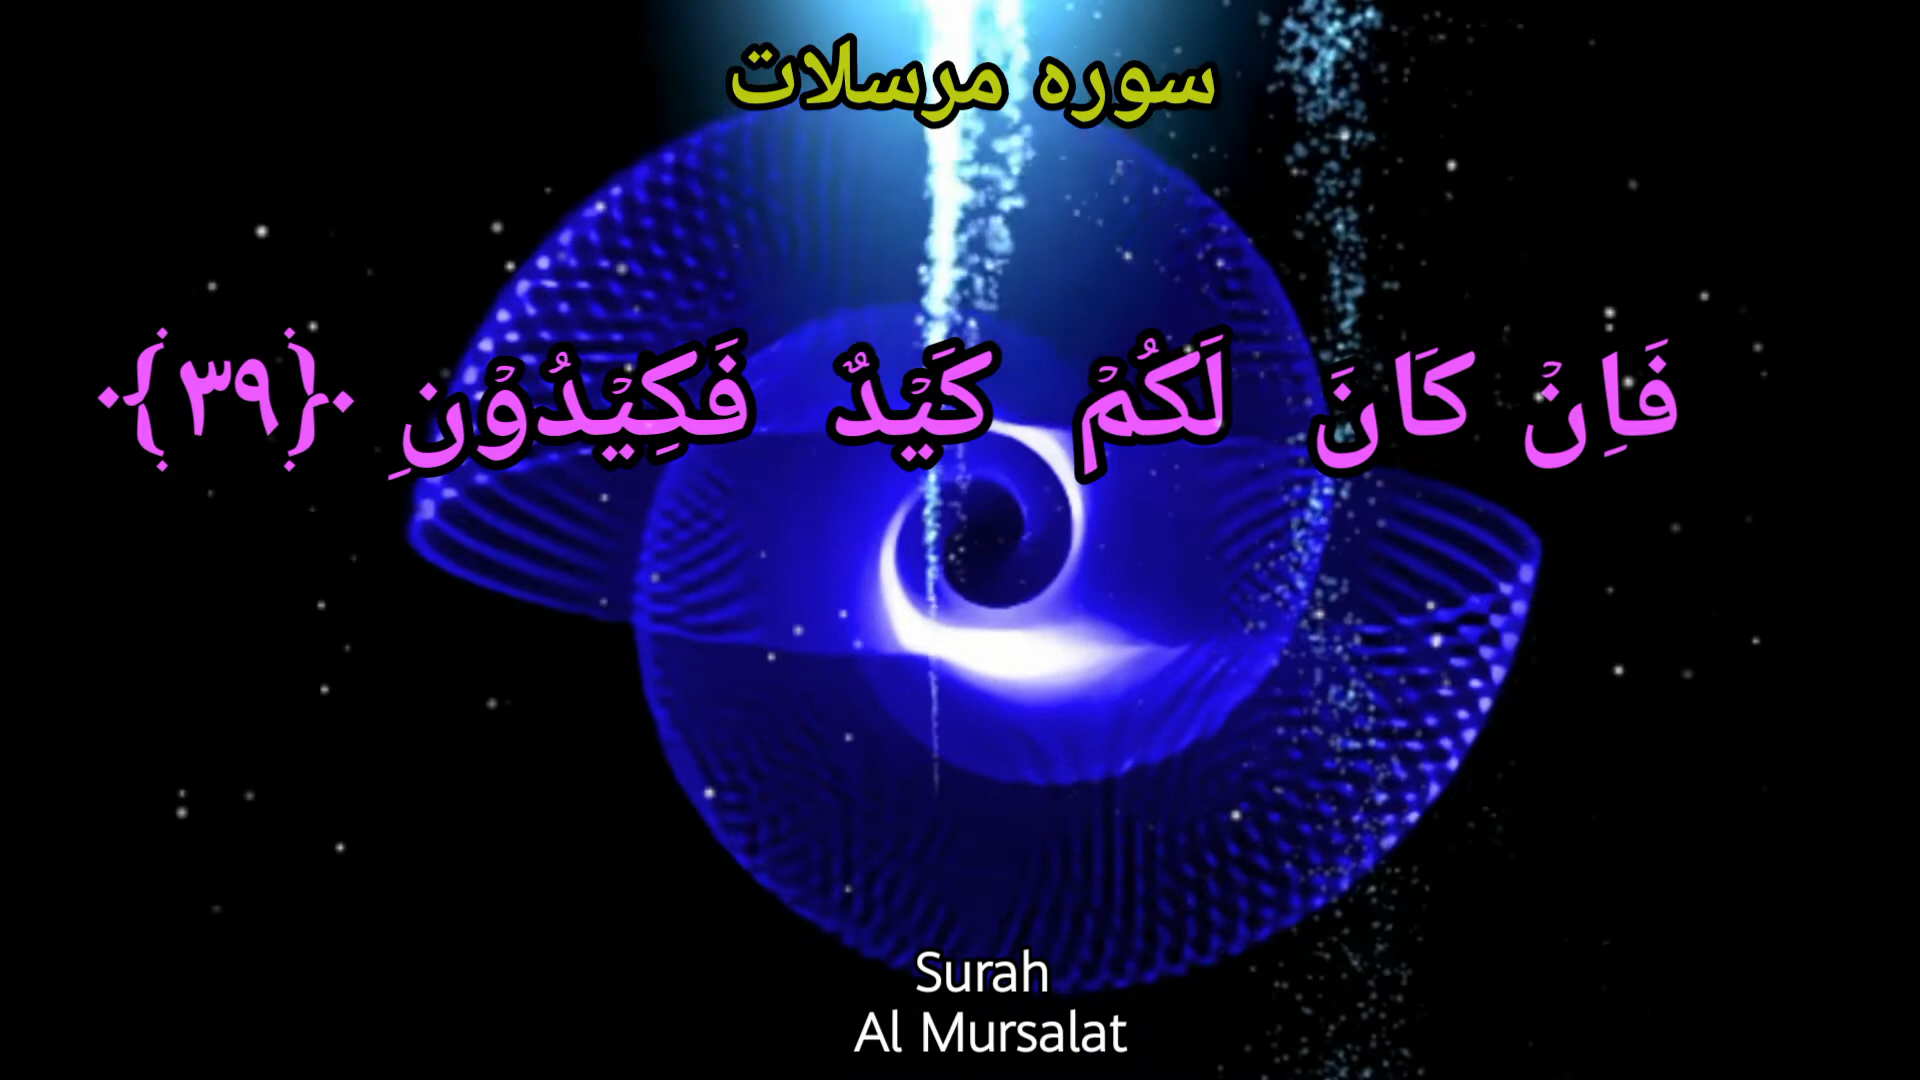 سوره مرسلات
فَاِنۡ كَانَ لَكُمۡ كَيۡدٌ فَكِيۡدُوۡنِ ﴿۳۹﴾
Surah
Al Mursalat